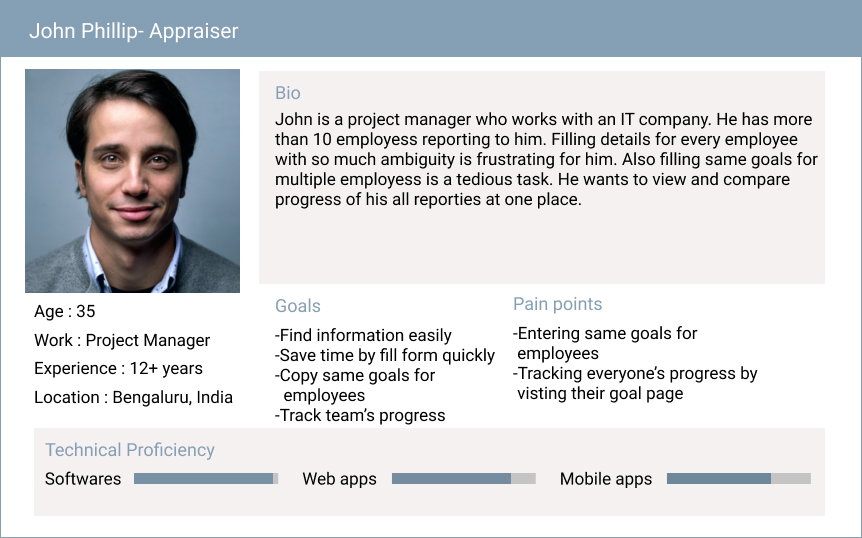 John Phillip- Appraiser
Bio
John is a project manager who works with an IT company. He has more
than 10 employess reporting to him. Filling details for every employee
with so much ambiguity is frustrating for him. Also filling same goals for
multiple employess is a tedious task. He wants to view and compare
progress of his all reporties at one place.
Age : 35
Work : Project Manager
Experience : 12+ years
Location : Bengaluru, India
Goals
-Find information easily
-Save time by fill form quickly
-Copy same goals for
employees
-Track team’s progress
Pain points
-Entering same goals for
employees
-Tracking everyone’s progress by
visting their goal page
Technical Proficiency
Softwares
Web apps
Mobile apps